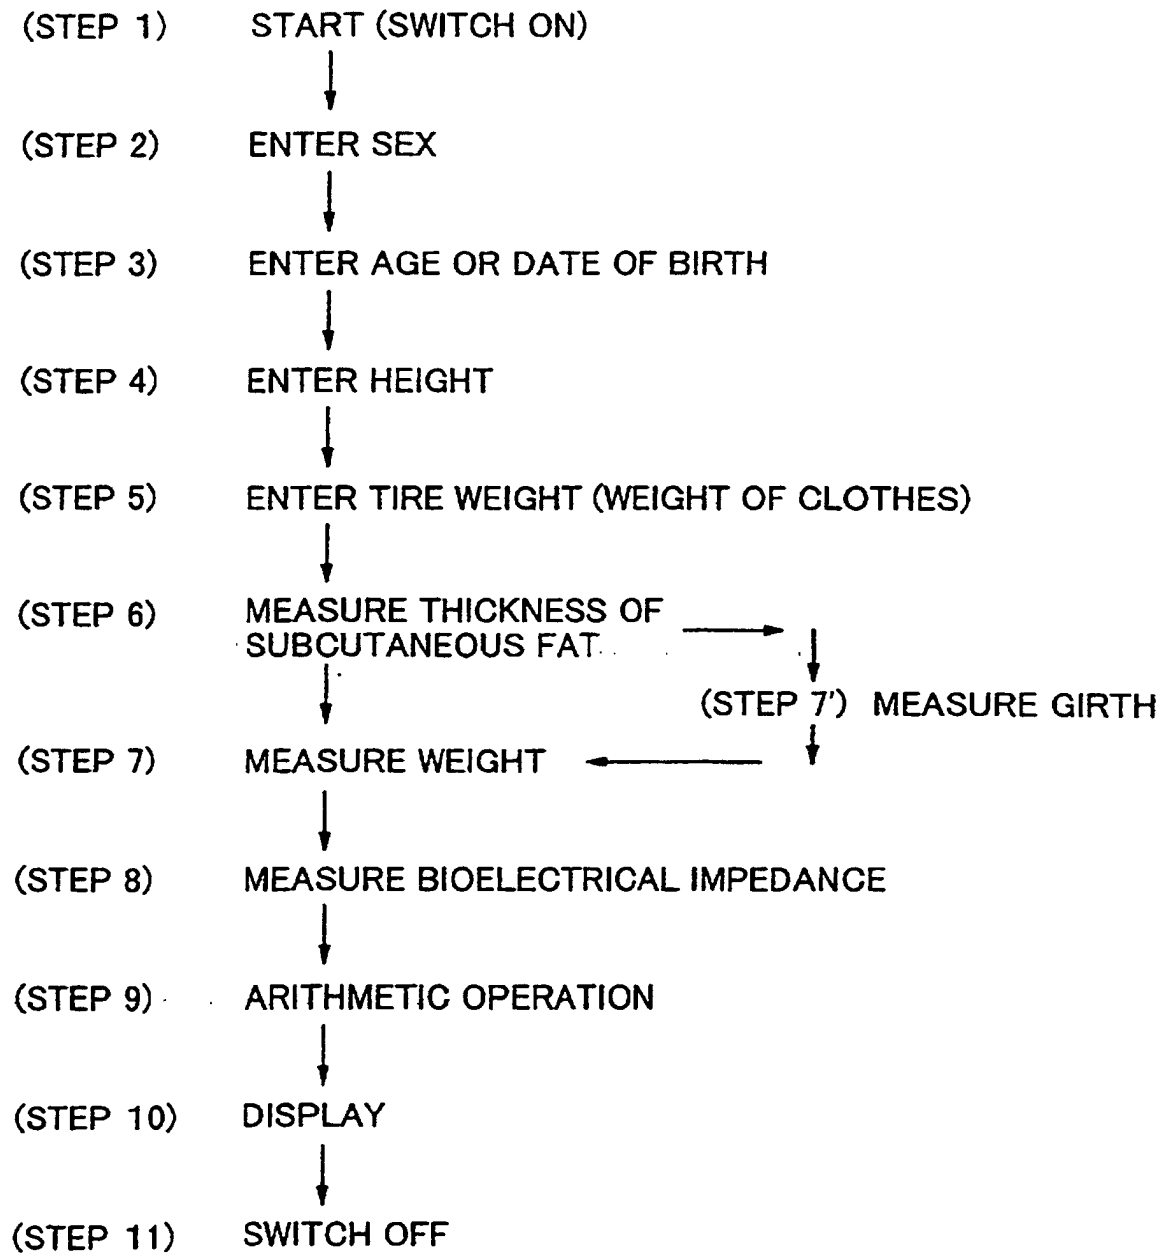 (STEP 1) START (SWITCH ON)
(STEP 2) ENTER SEX
(STEP 3) ENTER AGE OR DATE OF BIRTH
(STEP 4) ENTER HEIGHT
(STEP 5) ENTER TIRE WEIGHT (WEIGHT OF CLOTHES)
(STEP 6) MEASURE THICKNESS OF
SUBCUTANEOUS FAT
(STEP 7') MEASURE GIRTH
(STEP 7) MEASURE WEIGHT
(STEP 8) MEASURE BIOELECTRICAL IMPEDANCE
(STEP 9) ARITHMETIC OPERATION
(STEP 10) DISPLAY
(STEP 11) SWITCH OFF